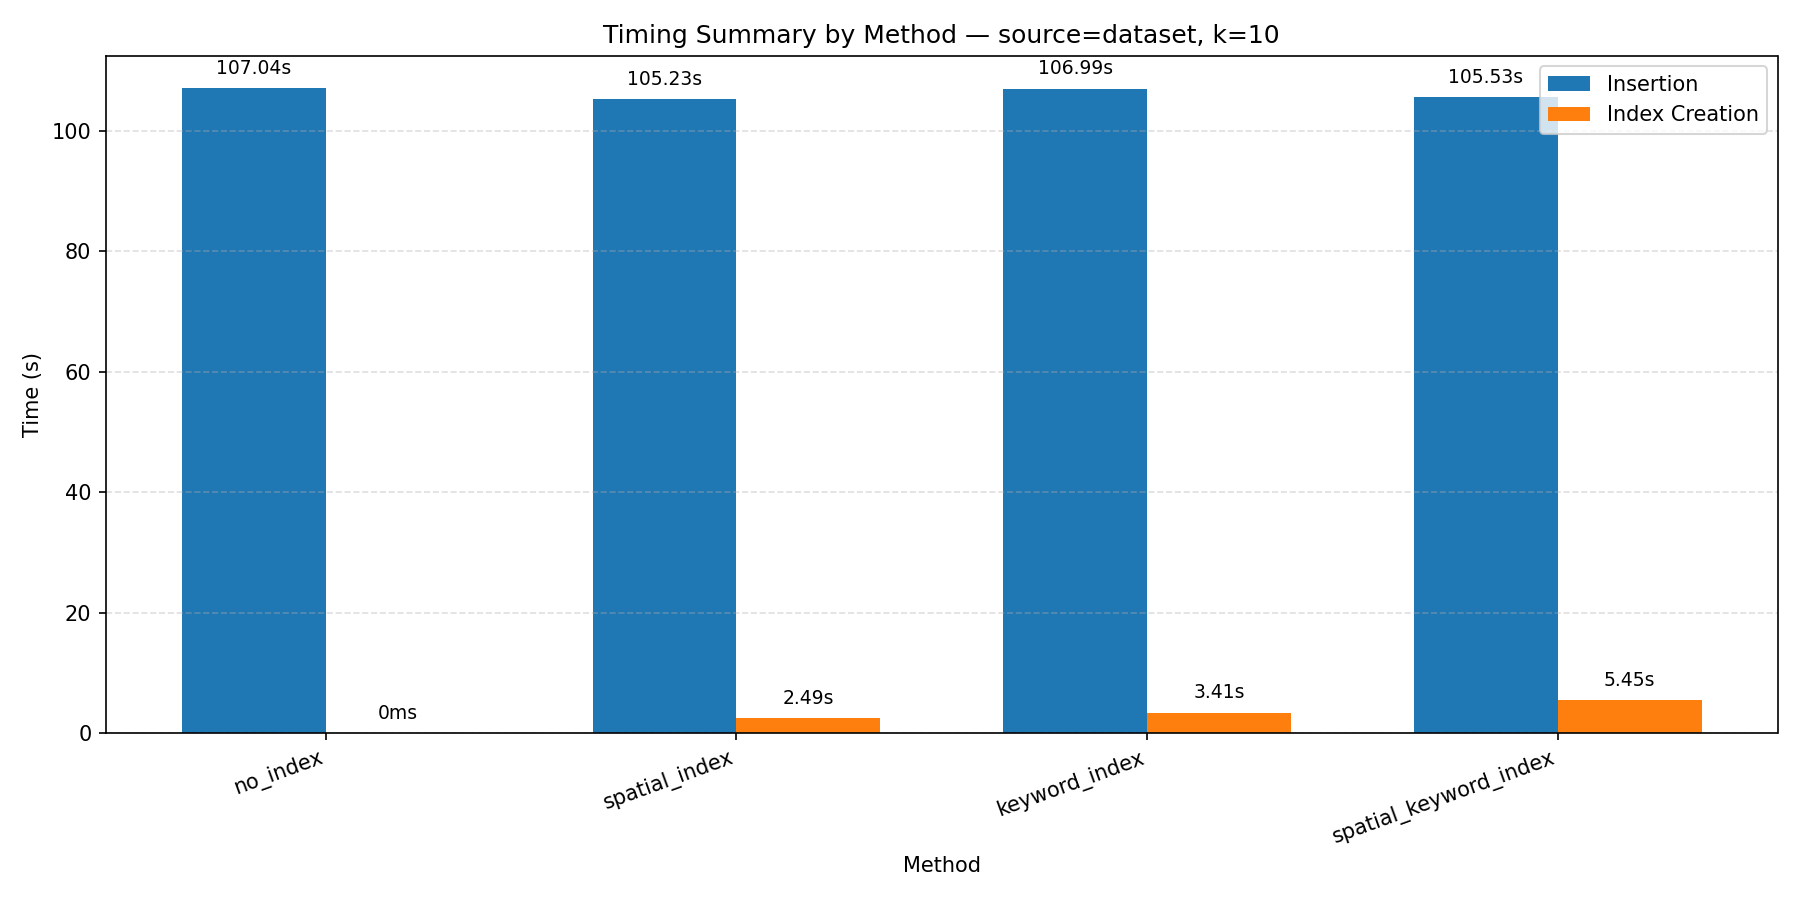 Timing Summary by Method — source=dataset, k=10
107.04s
105.23s
106.99s
105.53s
Insertion
Index Creation
100
80
60
40
20
0
Time (s)
0ms
2.49s
3.41s
5.45s
no_index
spatial_index
keyword_index
spatial_keyword_index
Method